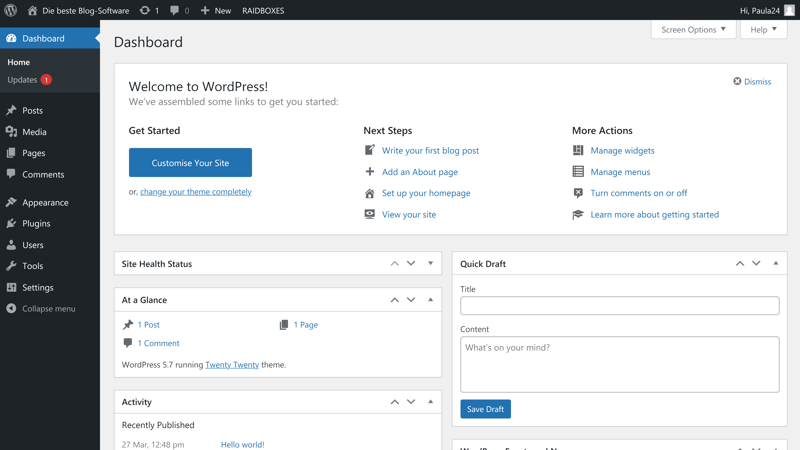 Die beste Blog-Software 1 0 New RAIDBOXES Hi, Paula24
Dashboard
Home
Updates 1
Posts
Media
Pages
Comments
Appearance
Plugins
Users
Tools
Settings
Collapse menu
Screen Options Help
Dashboard
Welcome to WordPress!
We've assembled some links to get you started:
Dismiss
Get Started
Customise Your Site
or, change your theme completely
Next Steps
Write your first blog post
Add an About page
Set up your homepage
View your site
More Actions
Manage widgets
Manage menus
Turn comments on or off
Learn more about getting started
Site Health Status
At a Glance
1 Post 1 Page
1 Comment
WordPress 5.7 running Twenty Twenty theme.
Activity
Recently Published
27 Mar, 12:48 pm Hello world!
Quick Draft
Title
Content
What's on your mind?
Save Draft